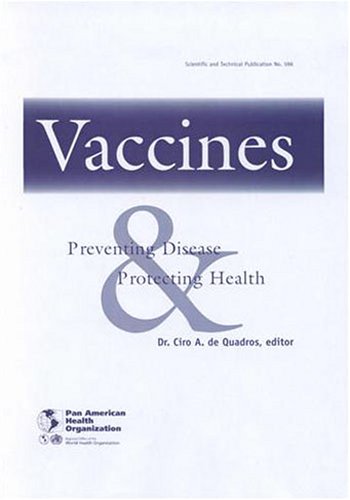 Scientific and Technical Publication No. 596
Vaccines
&
Preventing Disease
Protecting Health
Dr. Ciro A. de Quadros, editor
Pan American
Health
Organization
Regional Office of the
World Health Organization